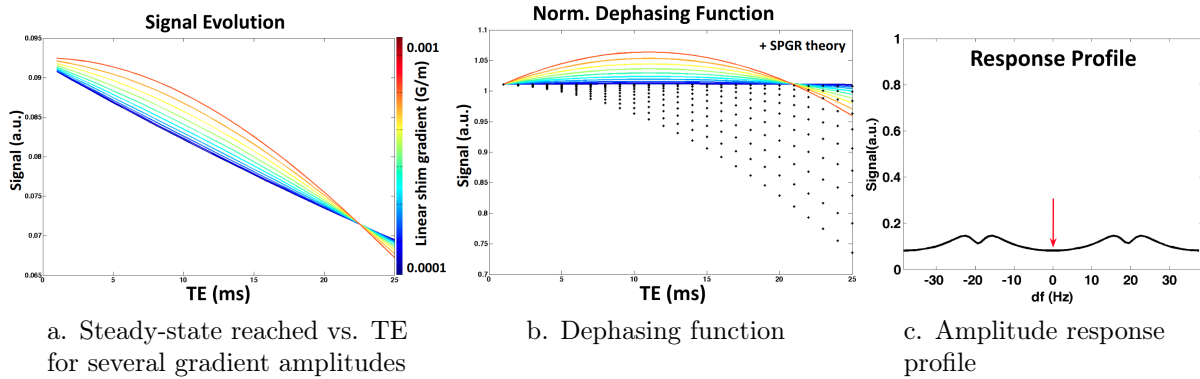 Signal Evolution
Signal (a.u.)
0.095
0.09
0.085
0.08
0.075
0.07
0.065
0 5 10 15 20 25
TE (ms)
0.001
Linear shim gradient (G/m)
0.0001
a. Steady-state reached vs. TE
for several gradient amplitudes
Norm. Dephasing Function
+ SPGR theory
Signal (a.u.)
1.1
1.05
1
0.95
0.9
0.85
0.8
0.75
0.7
0 5 10 15 20 25
TE (ms)
b. Dephasing function
Response Profile
Signal(a.u.)
1
0.8
0.6
0.4
0.2
0
-30 -20 -10 0 10 20 30
df (Hz)
c. Amplitude response
profile